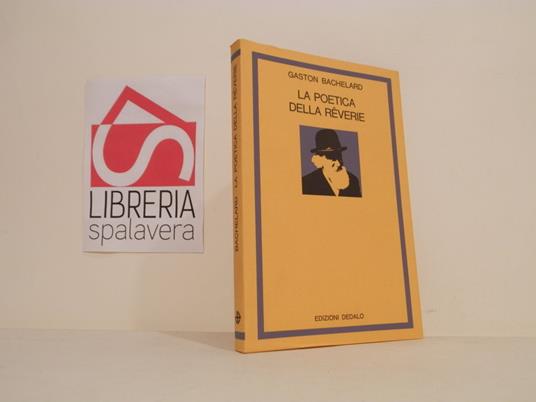 LIBRERIA
spalavera
BACHELARD LA POETICA DELLA RÊVERIE
GASTON BACHELARD
LA POETICA
DELLA RÊVERIE
EDIZIONI DEDALO